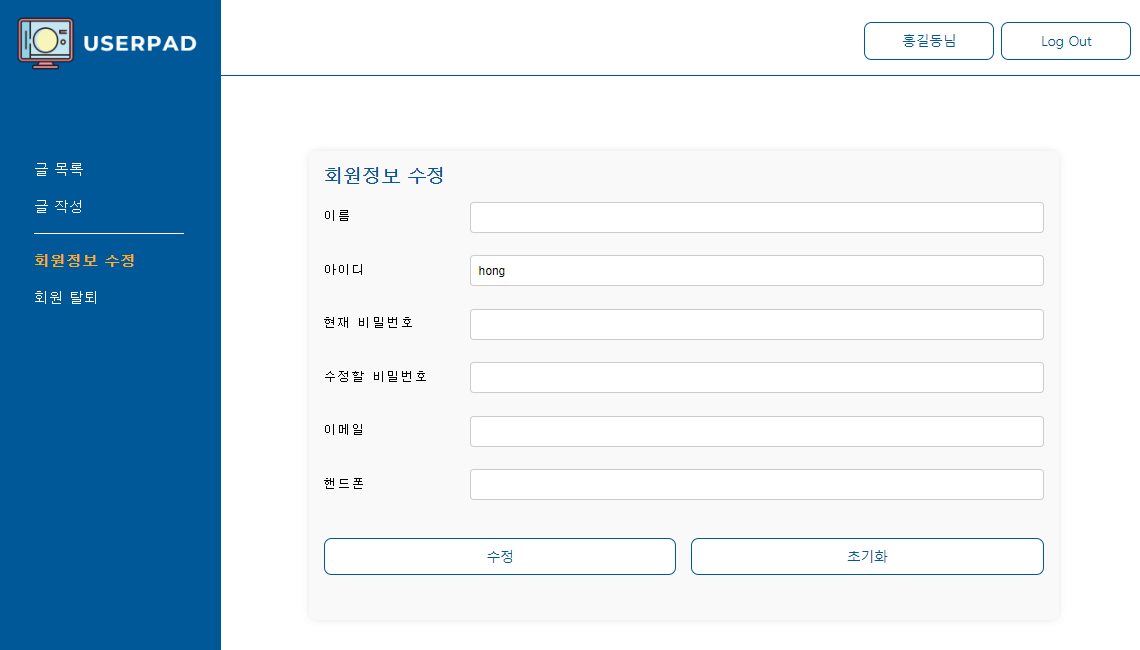 USERPAD
홍길동님
Log Out
글 목록
글 작성
회원정보 수정
회원 탈퇴
회원정보 수정
이름
아이디
hong
현재 비밀번호
수정할 비밀번호
이메일
핸드폰
수정
초기화